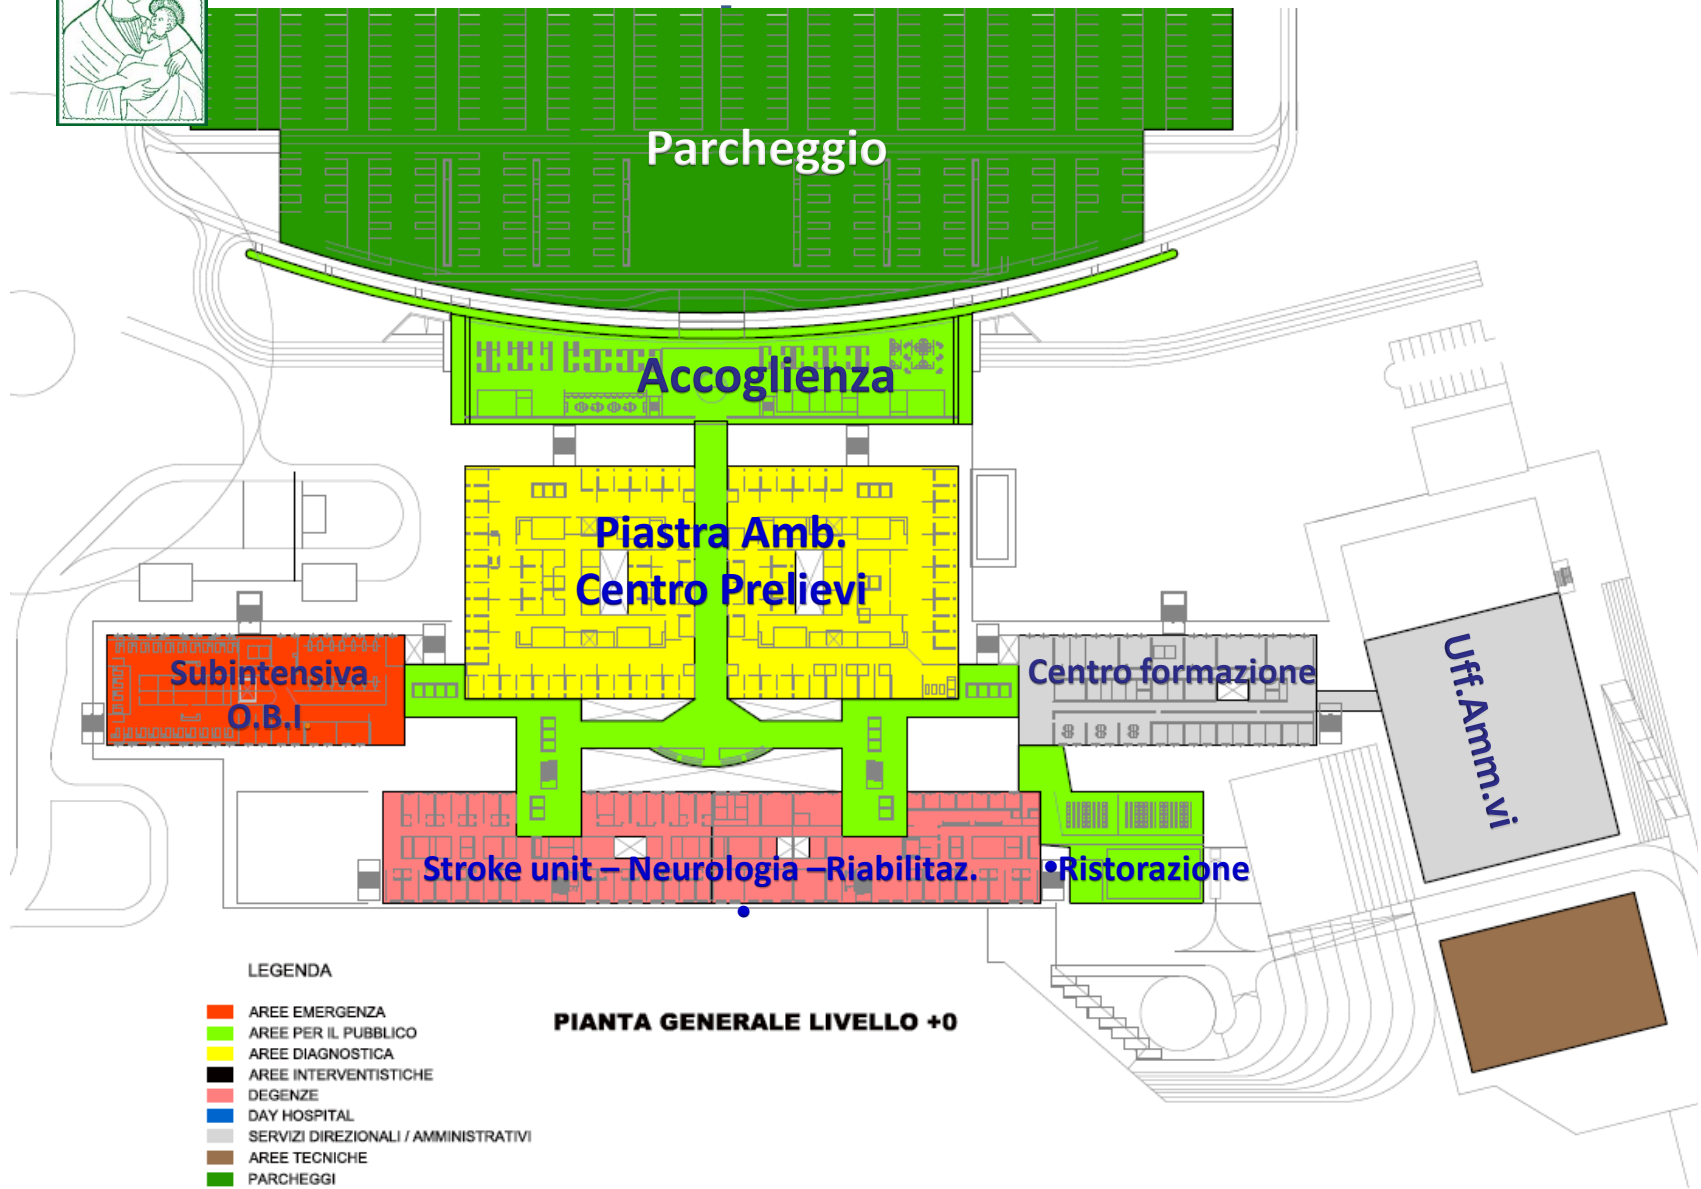 Parcheggio
Accoglienza
Piastra Amb.
Centro Prelievi
Subintensiva
O.B.I.
Centro formazione
Uff.Amm.vi
Stroke unit – Neurologia –Riabilitaz.
•Ristorazione
•
LEGENDA
AREE EMERGENZA
AREE PER IL PUBBLICO
AREE DIAGNOSTICA
AREE INTERVENTISTICHE
DEGENZE
DAY HOSPITAL
SERVIZI DIREZIONALI / AMMINISTRATIVI
AREE TECNICHE
PARCHEGGI
PIANTA GENERALE LIVELLO +0